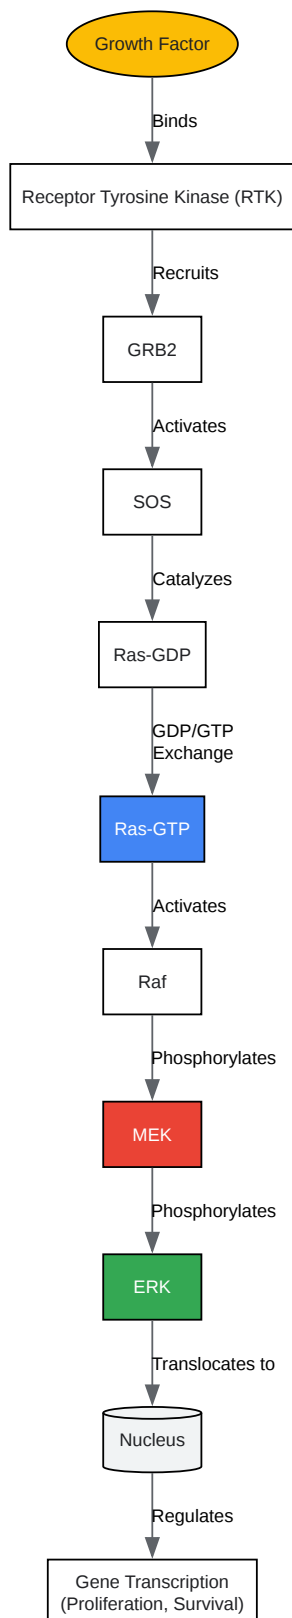 Growth Factor
Binds
Receptor Tyrosine Kinase (RTK)
Recruits
GRB2
Activates
SOS
Catalyzes
Ras-GDP
GDP/GTP
Exchange
Ras-GTP
Activates
Raf
Phosphorylates
MEK
Phosphorylates
ERK
Translocates to
Nucleus
Regulates
Gene Transcription
(Proliferation, Survival)